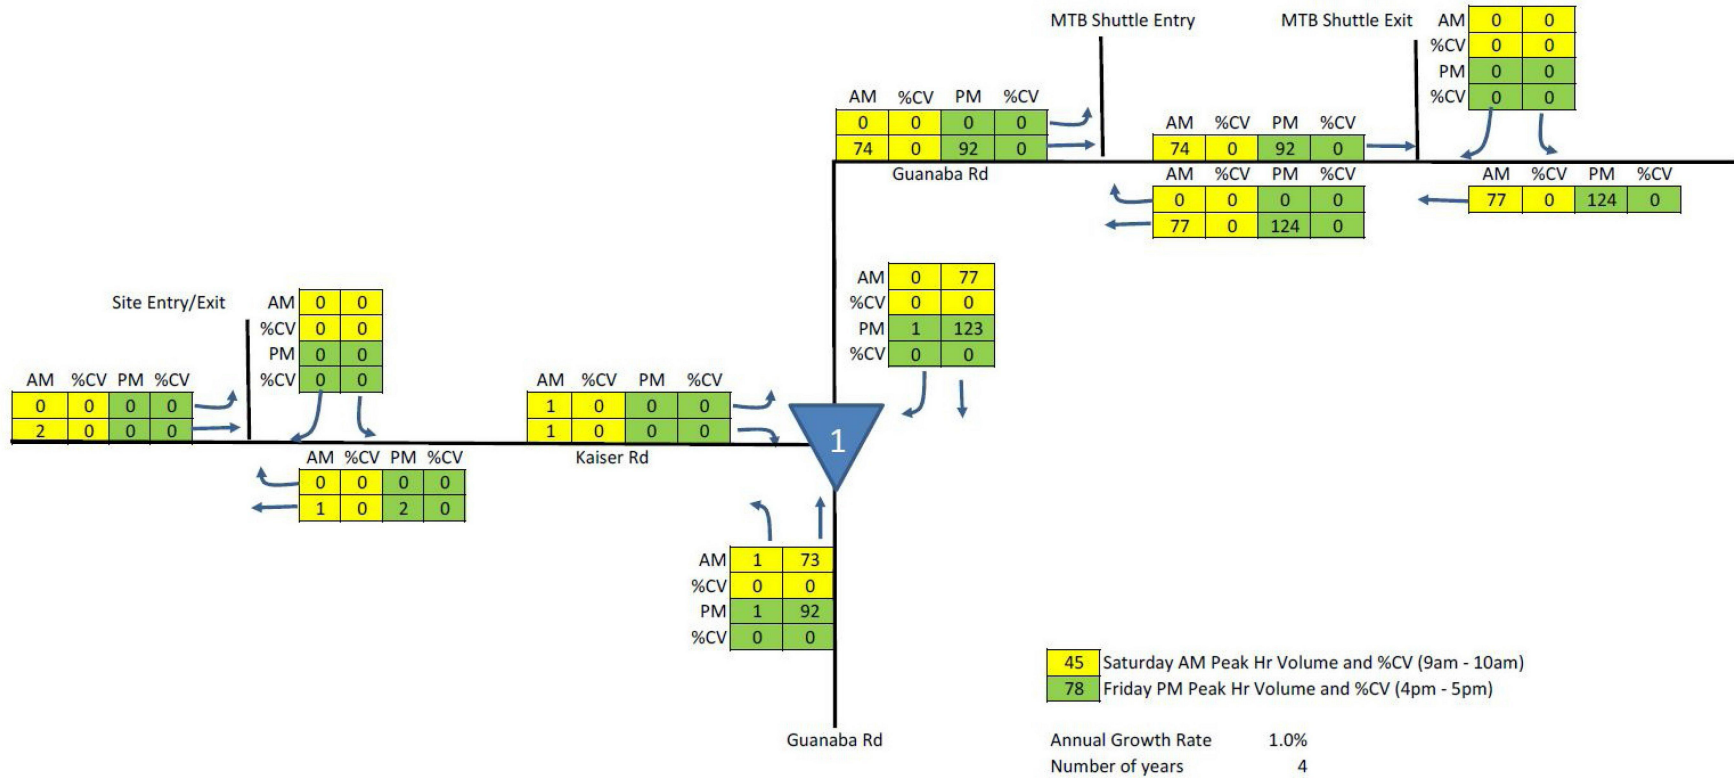 MTB Shuttle Entry
MTB Shuttle Exit
AM 0 0
%CV 0 0
PM 0 0
%CV 0 0
AM %CV PM %CV
0 0 0 0
74 0 92 0
Guanaba Rd
AM %CV PM %CV
74 0 92 0
AM %CV PM %CV
0 0 0 0
77 0 124 0
AM %CV PM %CV
77 0 124 0
Site Entry/Exit
AM 0 0
%CV 0 0
PM 0 0
%CV 0 0
AM 0 77
%CV 0 0
PM 1 123
%CV 0 0
AM %CV PM %CV
0 0 0 0
2 0 0 0
AM %CV PM %CV
1 0 0 0
1 0 0 0
Kaiser Rd
1
AM %CV PM %CV
0 0 0 0
1 0 2 0
AM 1 73
%CV 0 0
PM 1 92
%CV 0 0
Guanaba Rd
45 Saturday AM Peak Hr Volume and %CV (9am - 10am)
78 Friday PM Peak Hr Volume and %CV (4pm - 5pm)
Annual Growth Rate 1.0%
Number of years 4